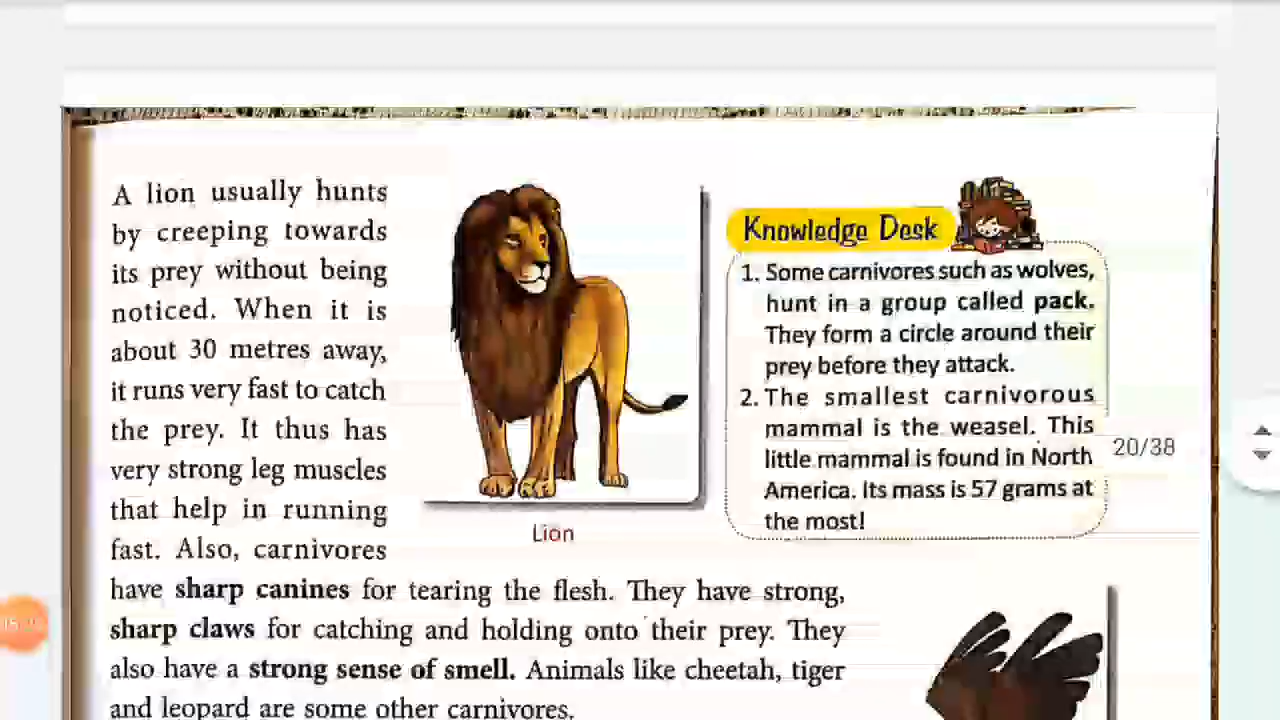 A lion usually hunts
by creeping towards
its prey without being
noticed. When it is
about 30 metres away,
it runs very fast to catch
the prey. It thus has
very strong leg muscles
that help in running
fast. Also, carnivores
have sharp canines for tearing the flesh. They have strong,
sharp claws for catching and holding onto their prey. They
also have a strong sense of smell. Animals like cheetah, tiger
and leopard are some other carnivores.
Lion
Knowledge Desk
1. Some carnivores such as wolves,
hunt in a group called pack.
They form a circle around their
prey before they attack.
2. The smallest carnivorous
mammal is the weasel. This
little mammal is found in North
America. Its mass is 57 grams at
the most!
20/38